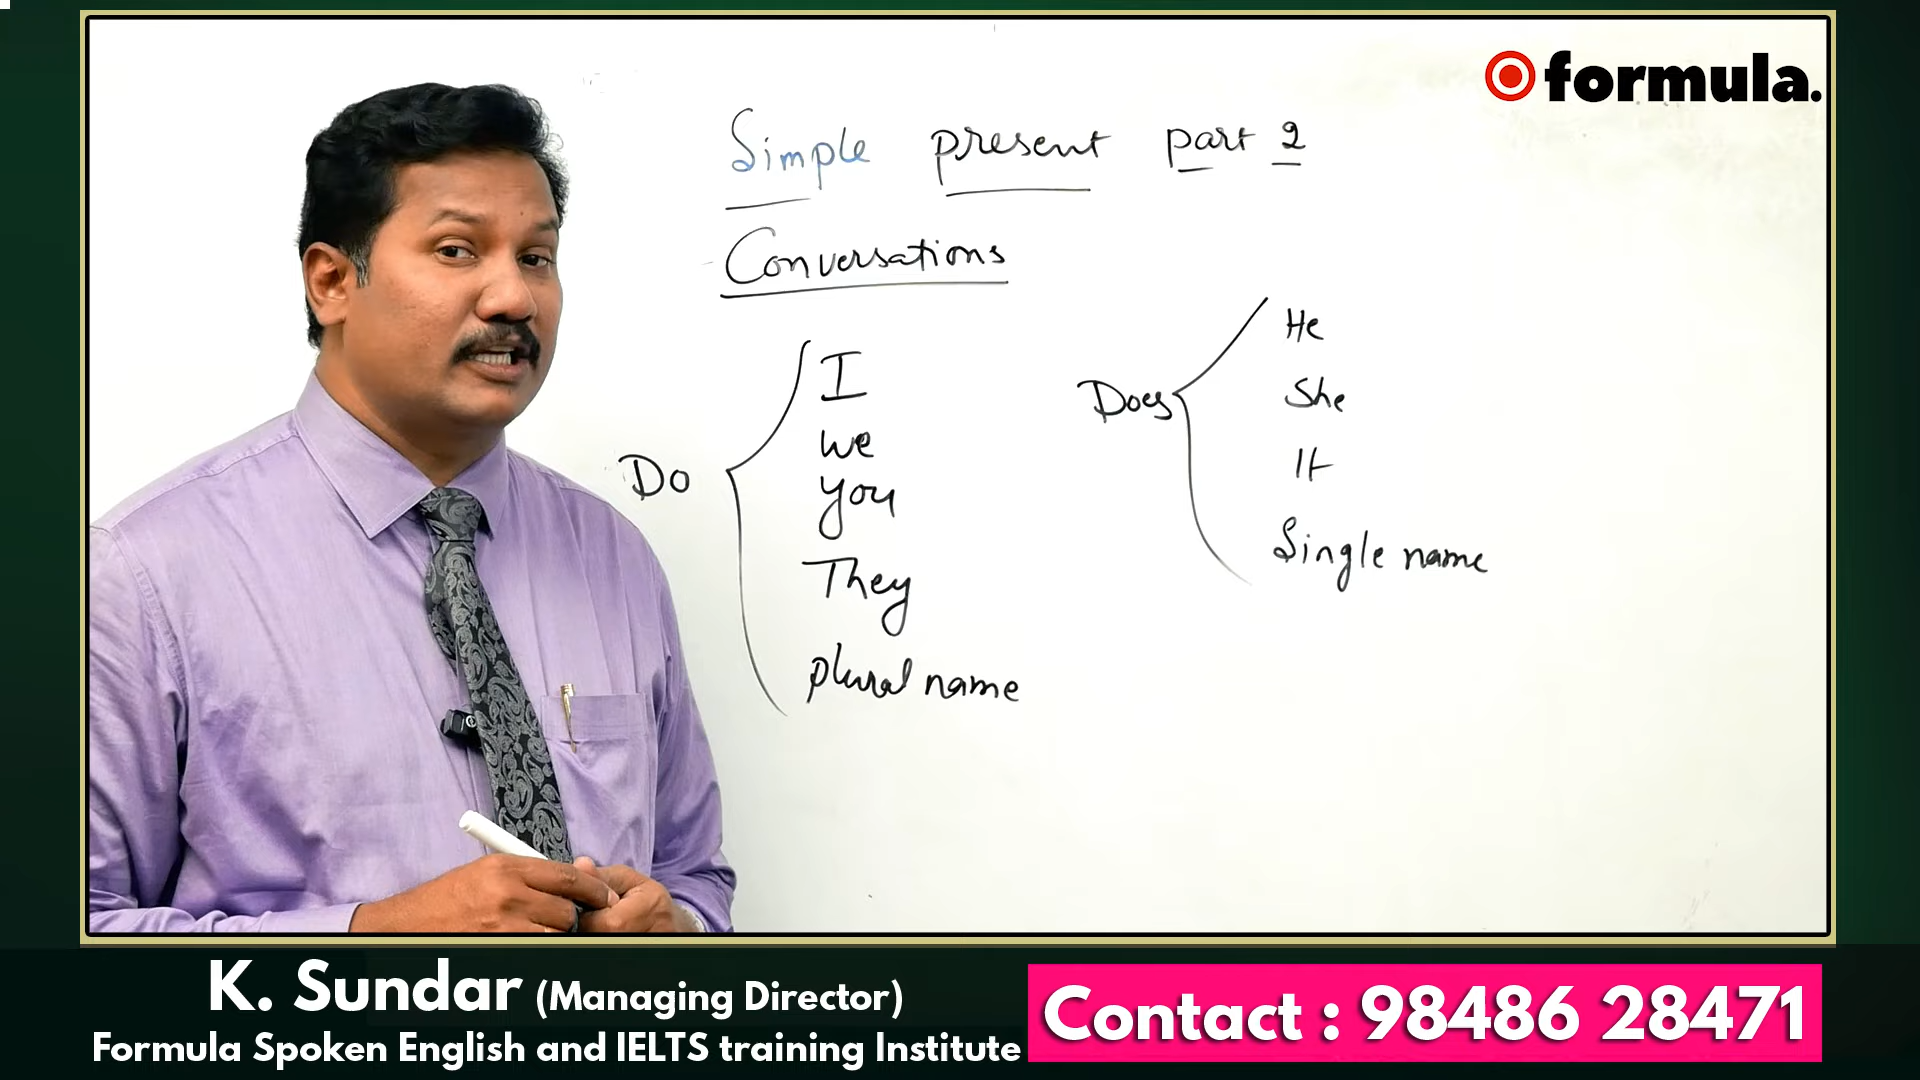 formula.
Simple present part 2
Conversations
Do
I
we
you
They
plural name
Does
He
She
It
Single name
K. Sundar (Managing Director)
Formula Spoken English and IELTS training Institute
Contact : 98486 28471